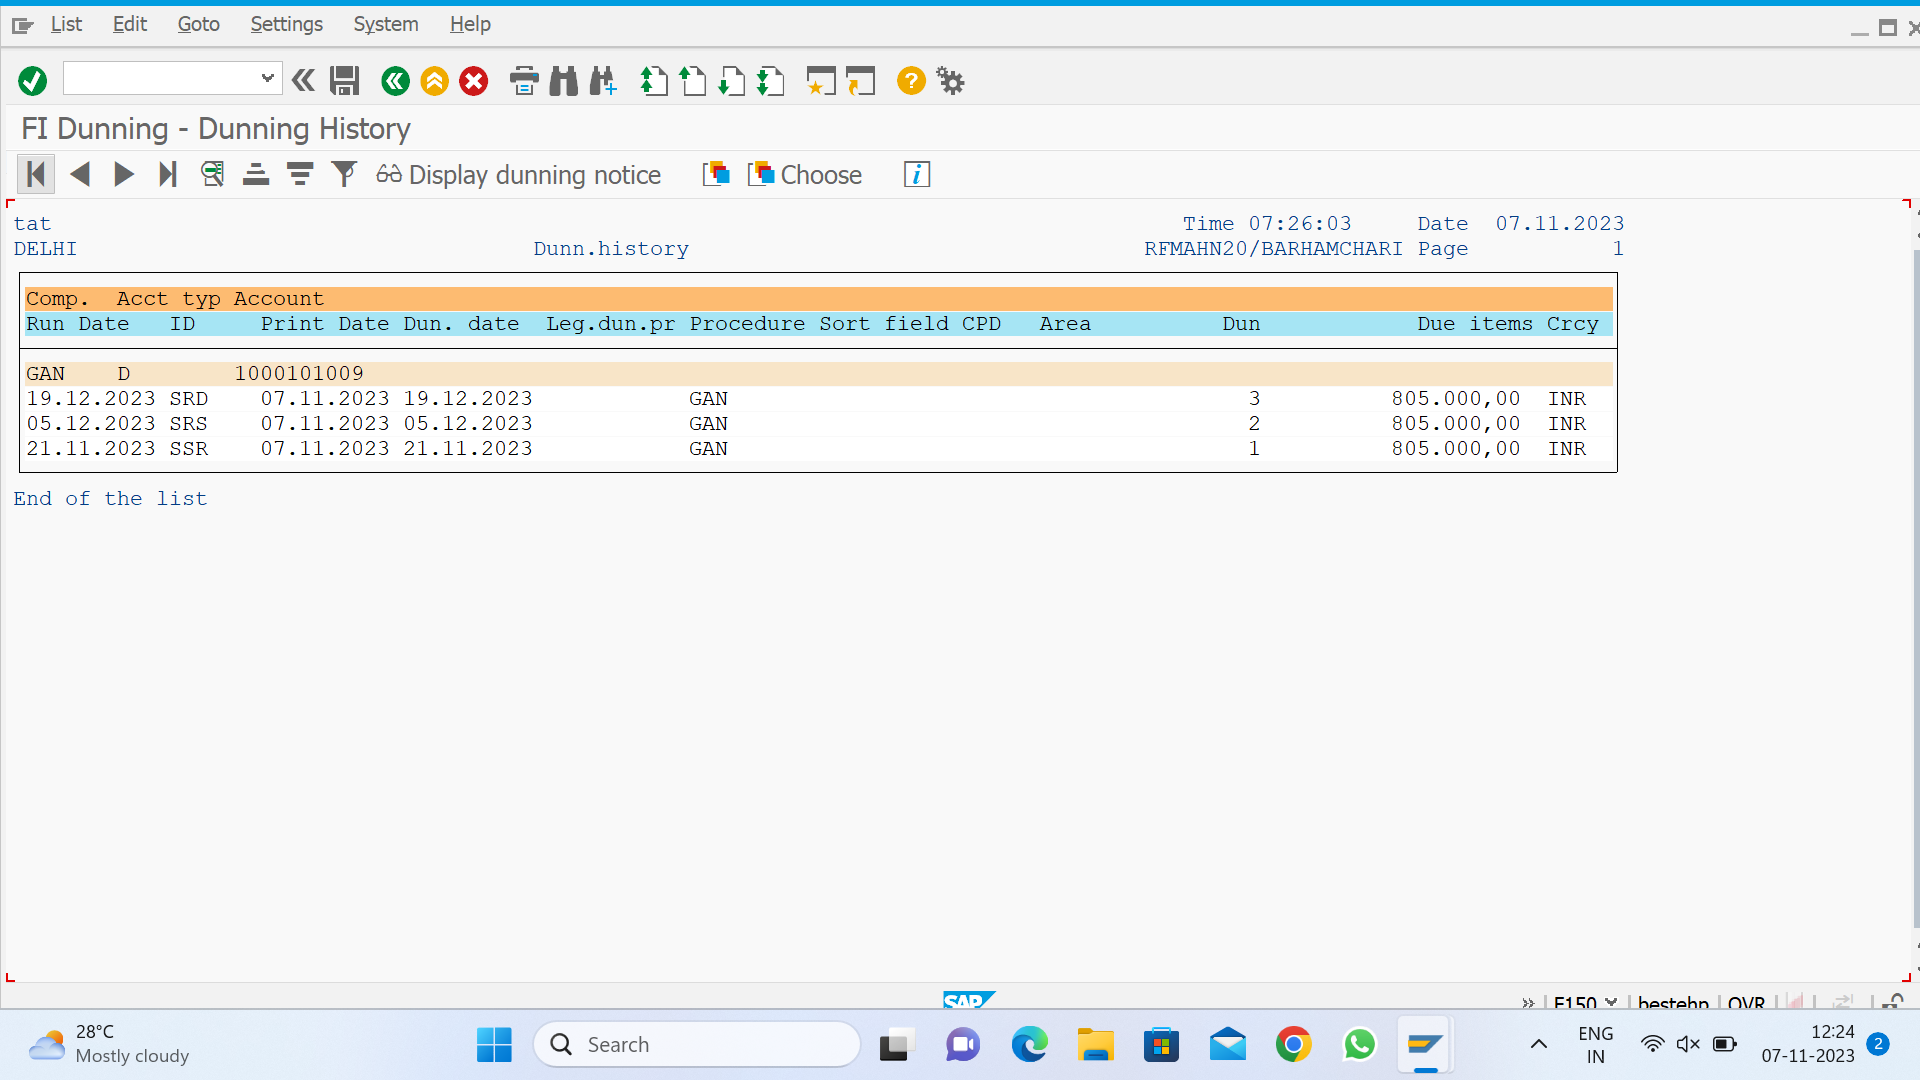 List Edit Goto Settings System Help
FI Dunning - Dunning History
Display dunning notice Choose
tat Time 07:26:03 Date 07.11.2023
DELHI Dunn.history RFMAHN20/BARHAMCHARI Page 1
Comp. Acct typ Account
Run Date ID Print Date Dun. date Leg.dun.pr Procedure Sort field CPD Area Dun Due items Crcy
GAN D 1000101009
19.12.2023 SRD 07.11.2023 19.12.2023 GAN 3 805.000,00 INR
05.12.2023 SRS 07.11.2023 05.12.2023 GAN 2 805.000,00 INR
21.11.2023 SSR 07.11.2023 21.11.2023 GAN 1 805.000,00 INR
End of the list
SAP F150 bestehp OVR
28°C
Mostly cloudy
Search
ENG
IN
12:24
07-11-2023
2